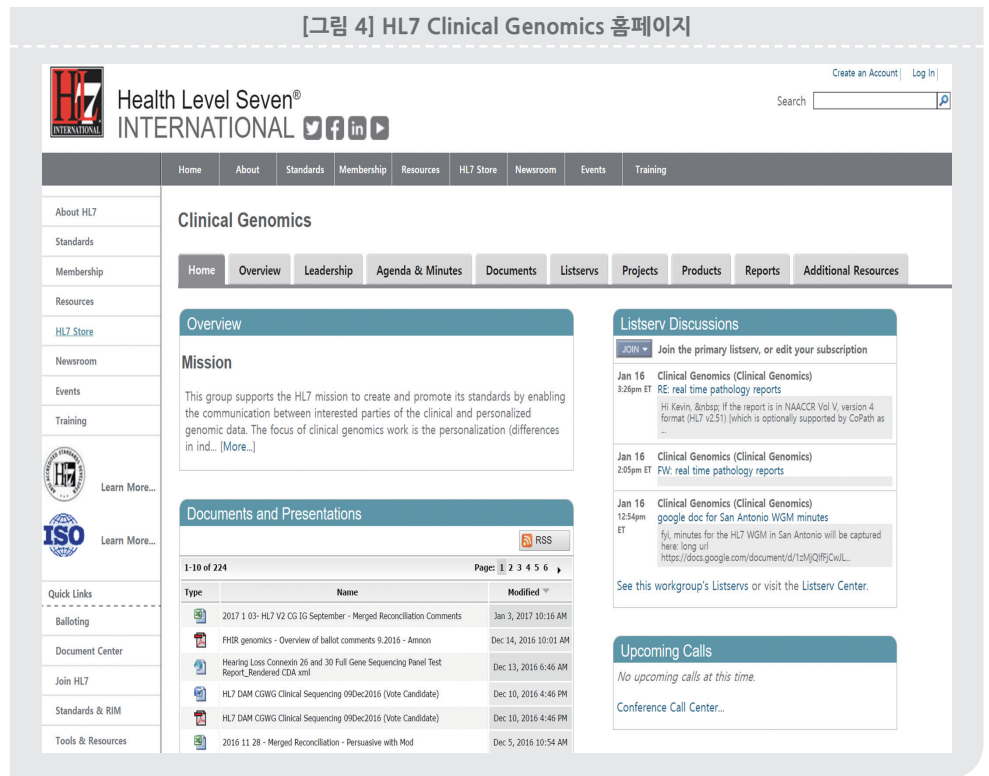 [그림 4] HL7 Clinical Genomics 홈페이지
Create an Account| Log In|
HL7
INTERNATIONAL
Health Level Seven®
INTERNATIONAL
Search
Home About Standards Membership Resources HL7 Store Newsroom Events Training
About HL7
Standards
Membership
Resources
HL7 Store
Newsroom
Events
Training
Learn More...
ISO
Learn More...
Quick Links
Balloting
Document Center
Join HL7
Standards & RIM
Tools & Resources
Clinical Genomics
Home Overview Leadership Agenda & Minutes Documents Listservs Projects Products Reports Additional Resources
Overview
Mission
This group supports the HL7 mission to create and promote its standards by enabling
the communication between interested parties of the clinical and personalized
genomic data. The focus of clinical genomics work is the personalization (differences
in ind... [More...]
Documents and Presentations
RSS
1-10 of 224 Page: 1 2 3 4 5 6
Type Name Modified
2017 1 03- HL7 V2 CG IG September - Merged Reconciliation Comments Jan 3, 2017 10:16 AM
FHIR genomics - Overview of ballot comments 9.2016 - Amnon Dec 14, 2016 10:01 AM
Hearing Loss Connexin 26 and 30 Full Gene Sequencing Panel Test
Report_Rendered CDA xml Dec 13, 2016 6:46 AM
HL7 DAM CGWG Clinical Sequencing 09Dec2016 (Vote Candidate) Dec 10, 2016 4:46 PM
HL7 DAM CGWG Clinical Sequencing 09Dec2016 (Vote Candidate) Dec 10, 2016 4:46 PM
2016 11 28 - Merged Reconciliation - Persuasive with Mod Dec 5, 2016 10:54 AM
Listserv Discussions
JOIN Join the primary listserv, or edit your subscription
Jan 16 Clinical Genomics (Clinical Genomics)
3:26pm ET RE: real time pathology reports
Hi Kevin, &nbsp; If the report is in NAACCR Vol V, version 4
format (HL7 v2.51) [which is optionally supported by CoPath as
...
Jan 16 Clinical Genomics (Clinical Genomics)
2:05pm ET FW: real time pathology reports
Jan 16 Clinical Genomics (Clinical Genomics)
12:54pm google doc for San Antonio WGM minutes
ET fyi, minutes for the HL7 WGM in San Antonio will be captured
here: long url
https://docs.google.com/document/d/1zMjQlfFjCwJL...
See this workgroup's Listservs or visit the Listserv Center.
Upcoming Calls
No upcoming calls at this time.
Conference Call Center...